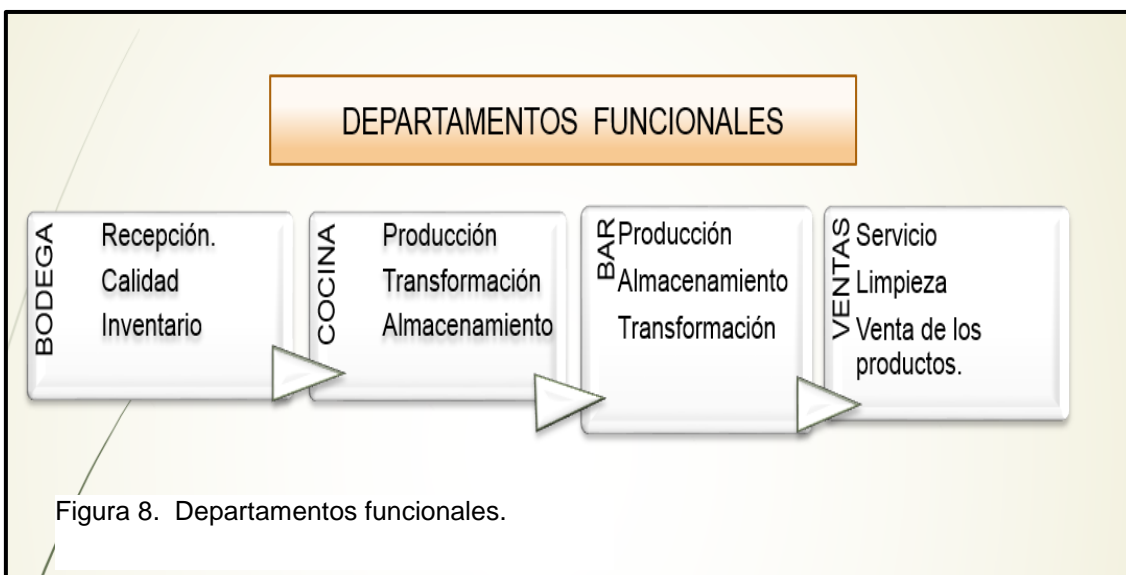 DEPARTAMENTOS FUNCIONALES
BODEGA
Recepción.
Calidad
Inventario
COCINA
Producción
Transformación
Almacenamiento
BAR
Producción
Almacenamiento
Transformación
VENTAS
Servicio
Limpieza
Venta de los
productos.
Figura 8. Departamentos funcionales.